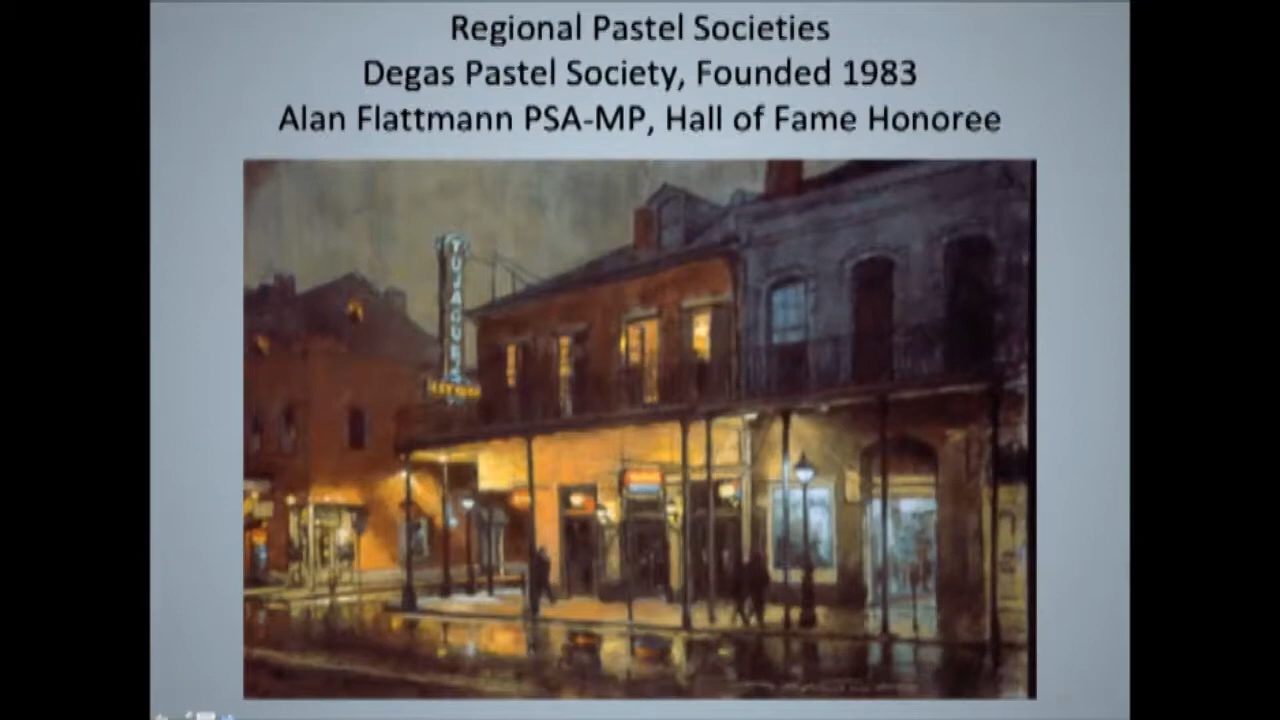 Regional Pastel Societies
Degas Pastel Society, Founded 1983
Alan Flattmann PSA-MP, Hall of Fame Honoree
TUJAGUE'S